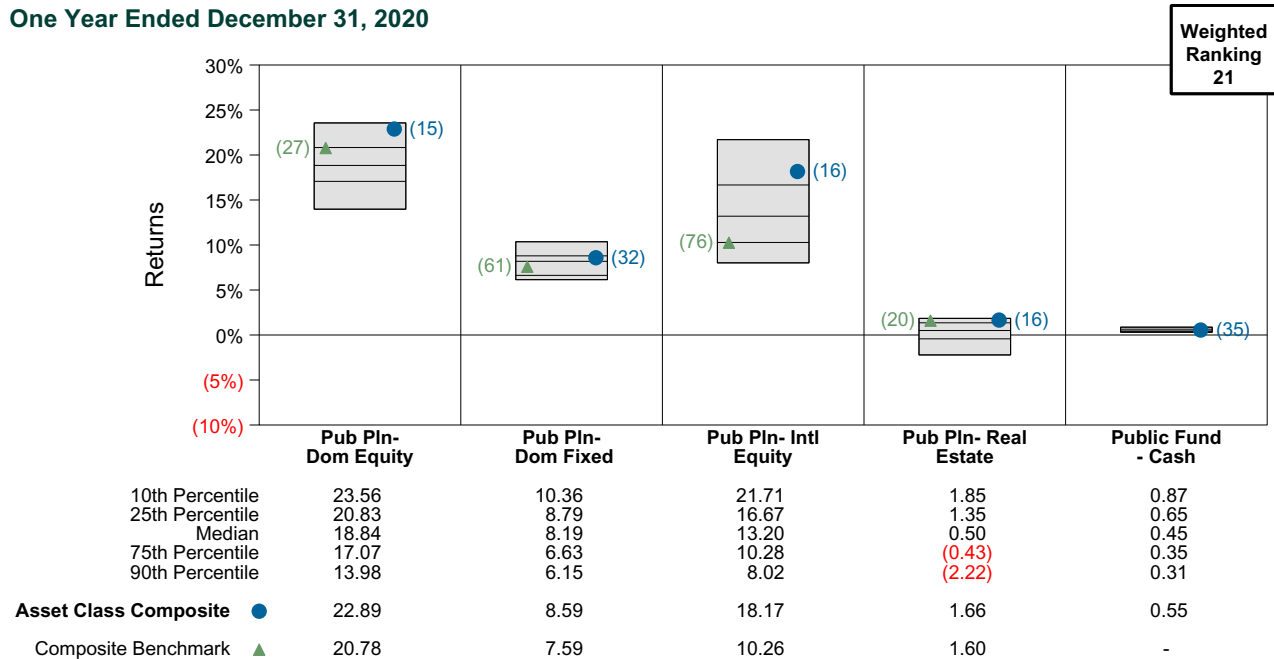 One Year Ended December 31, 2020
Weighted
Ranking
21
Returns
30%
25%
20%
15%
10%
5%
0%
(5%)
(10%)
(27)
(15)
(61)
(32)
(76)
(16)
(20)
(16)
(35)
Pub Pln-
Dom Equity
Pub Pln-
Dom Fixed
Pub Pln- Intl
Equity
Pub Pln- Real
Estate
Public Fund
- Cash
10th Percentile 23.56 10.36 21.71 1.85 0.87
25th Percentile 20.83 8.79 16.67 1.35 0.65
Median 18.84 8.19 13.20 0.50 0.45
75th Percentile 17.07 6.63 10.28 (0.43) 0.35
90th Percentile 13.98 6.15 8.02 (2.22) 0.31
Asset Class Composite 22.89 8.59 18.17 1.66 0.55
Composite Benchmark 20.78 7.59 10.26 1.60 -